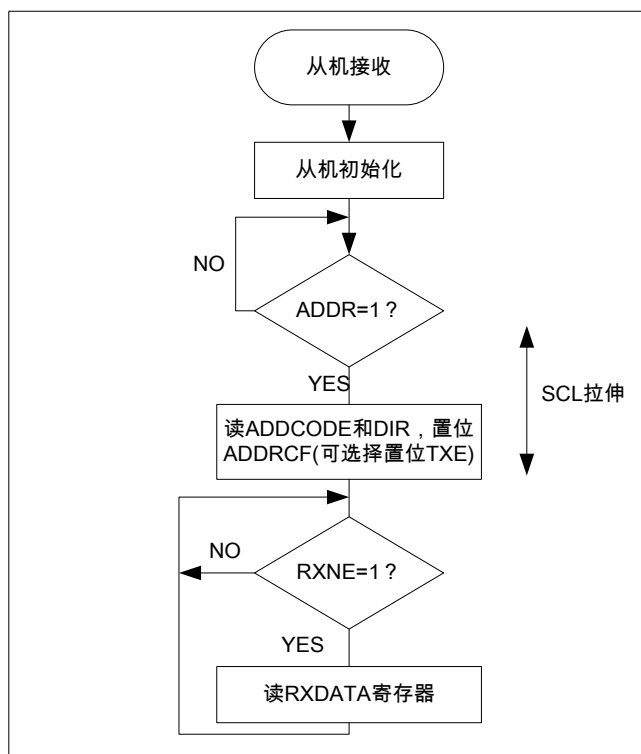 从机接收
从机初始化
NO
ADDR=1？
YES
SCL拉伸
读ADDCODE和DIR，置位
ADDRCF(可选择置位TXE)
NO
RXNE=1？
YES
读RXDATA寄存器